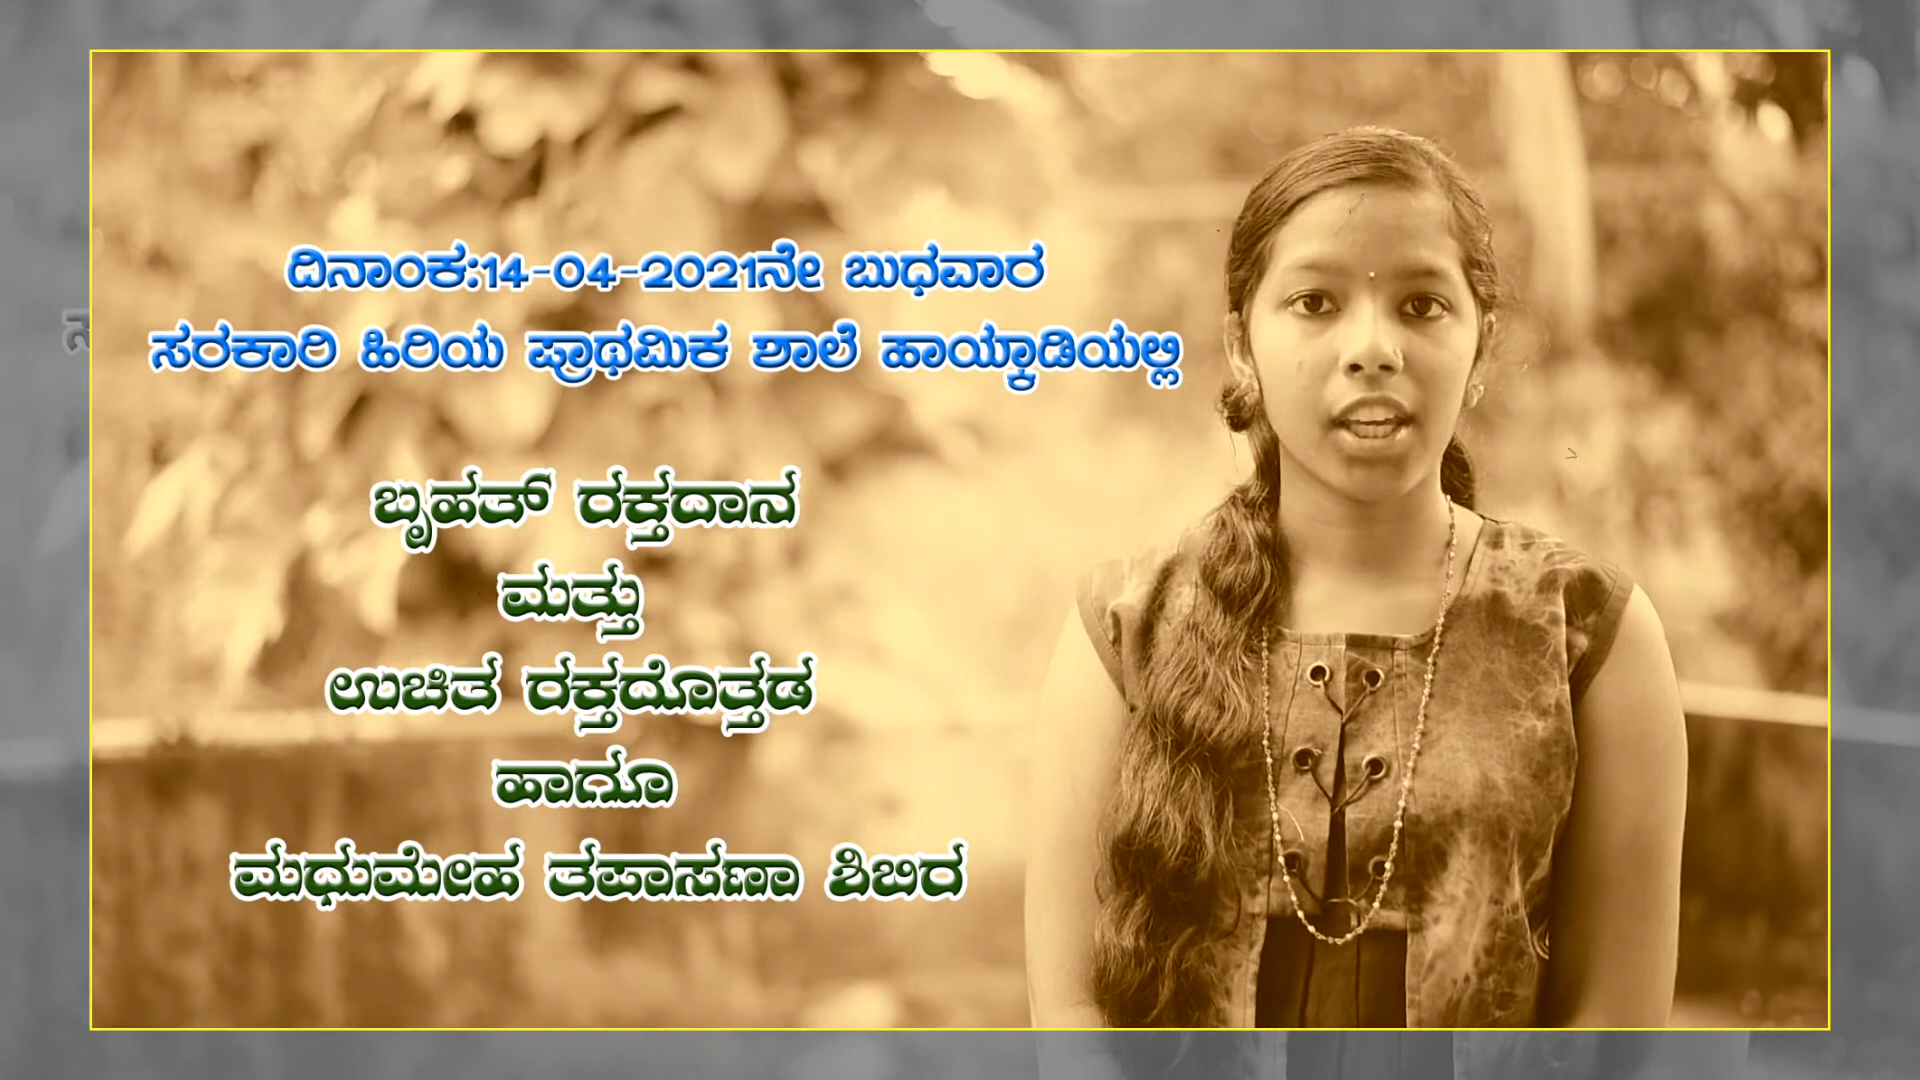 ದಿನಾಂಕ:14-04-2021ನೇ ಬುಧವಾರ
ಸರಕಾರಿ ಹಿರಿಯ ಪ್ರಾಥಮಿಕ ಶಾಲೆ ಹಾಯ್ಕಾಡಿಯಲ್ಲಿ
ಬೃಹತ್ ರಕ್ತದಾನ
ಮತ್ತು
ಉಚಿತ ರಕ್ತದೊತ್ತಡ
ಹಾಗೂ
ಮಧುಮೇಹ ತಪಾಸಣಾ ಶಿಬಿರ